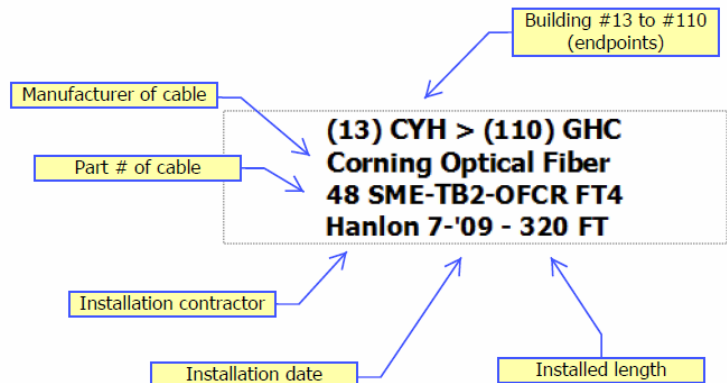 Building #13 to #110
(endpoints)
Manufacturer of cable
(13) CYH > (110) GHC
Corning Optical Fiber
Part # of cable
48 SME-TB2-OFCR FT4
Hanlon 7-'09 - 320 FT
Installation contractor
Installation date
Installed length